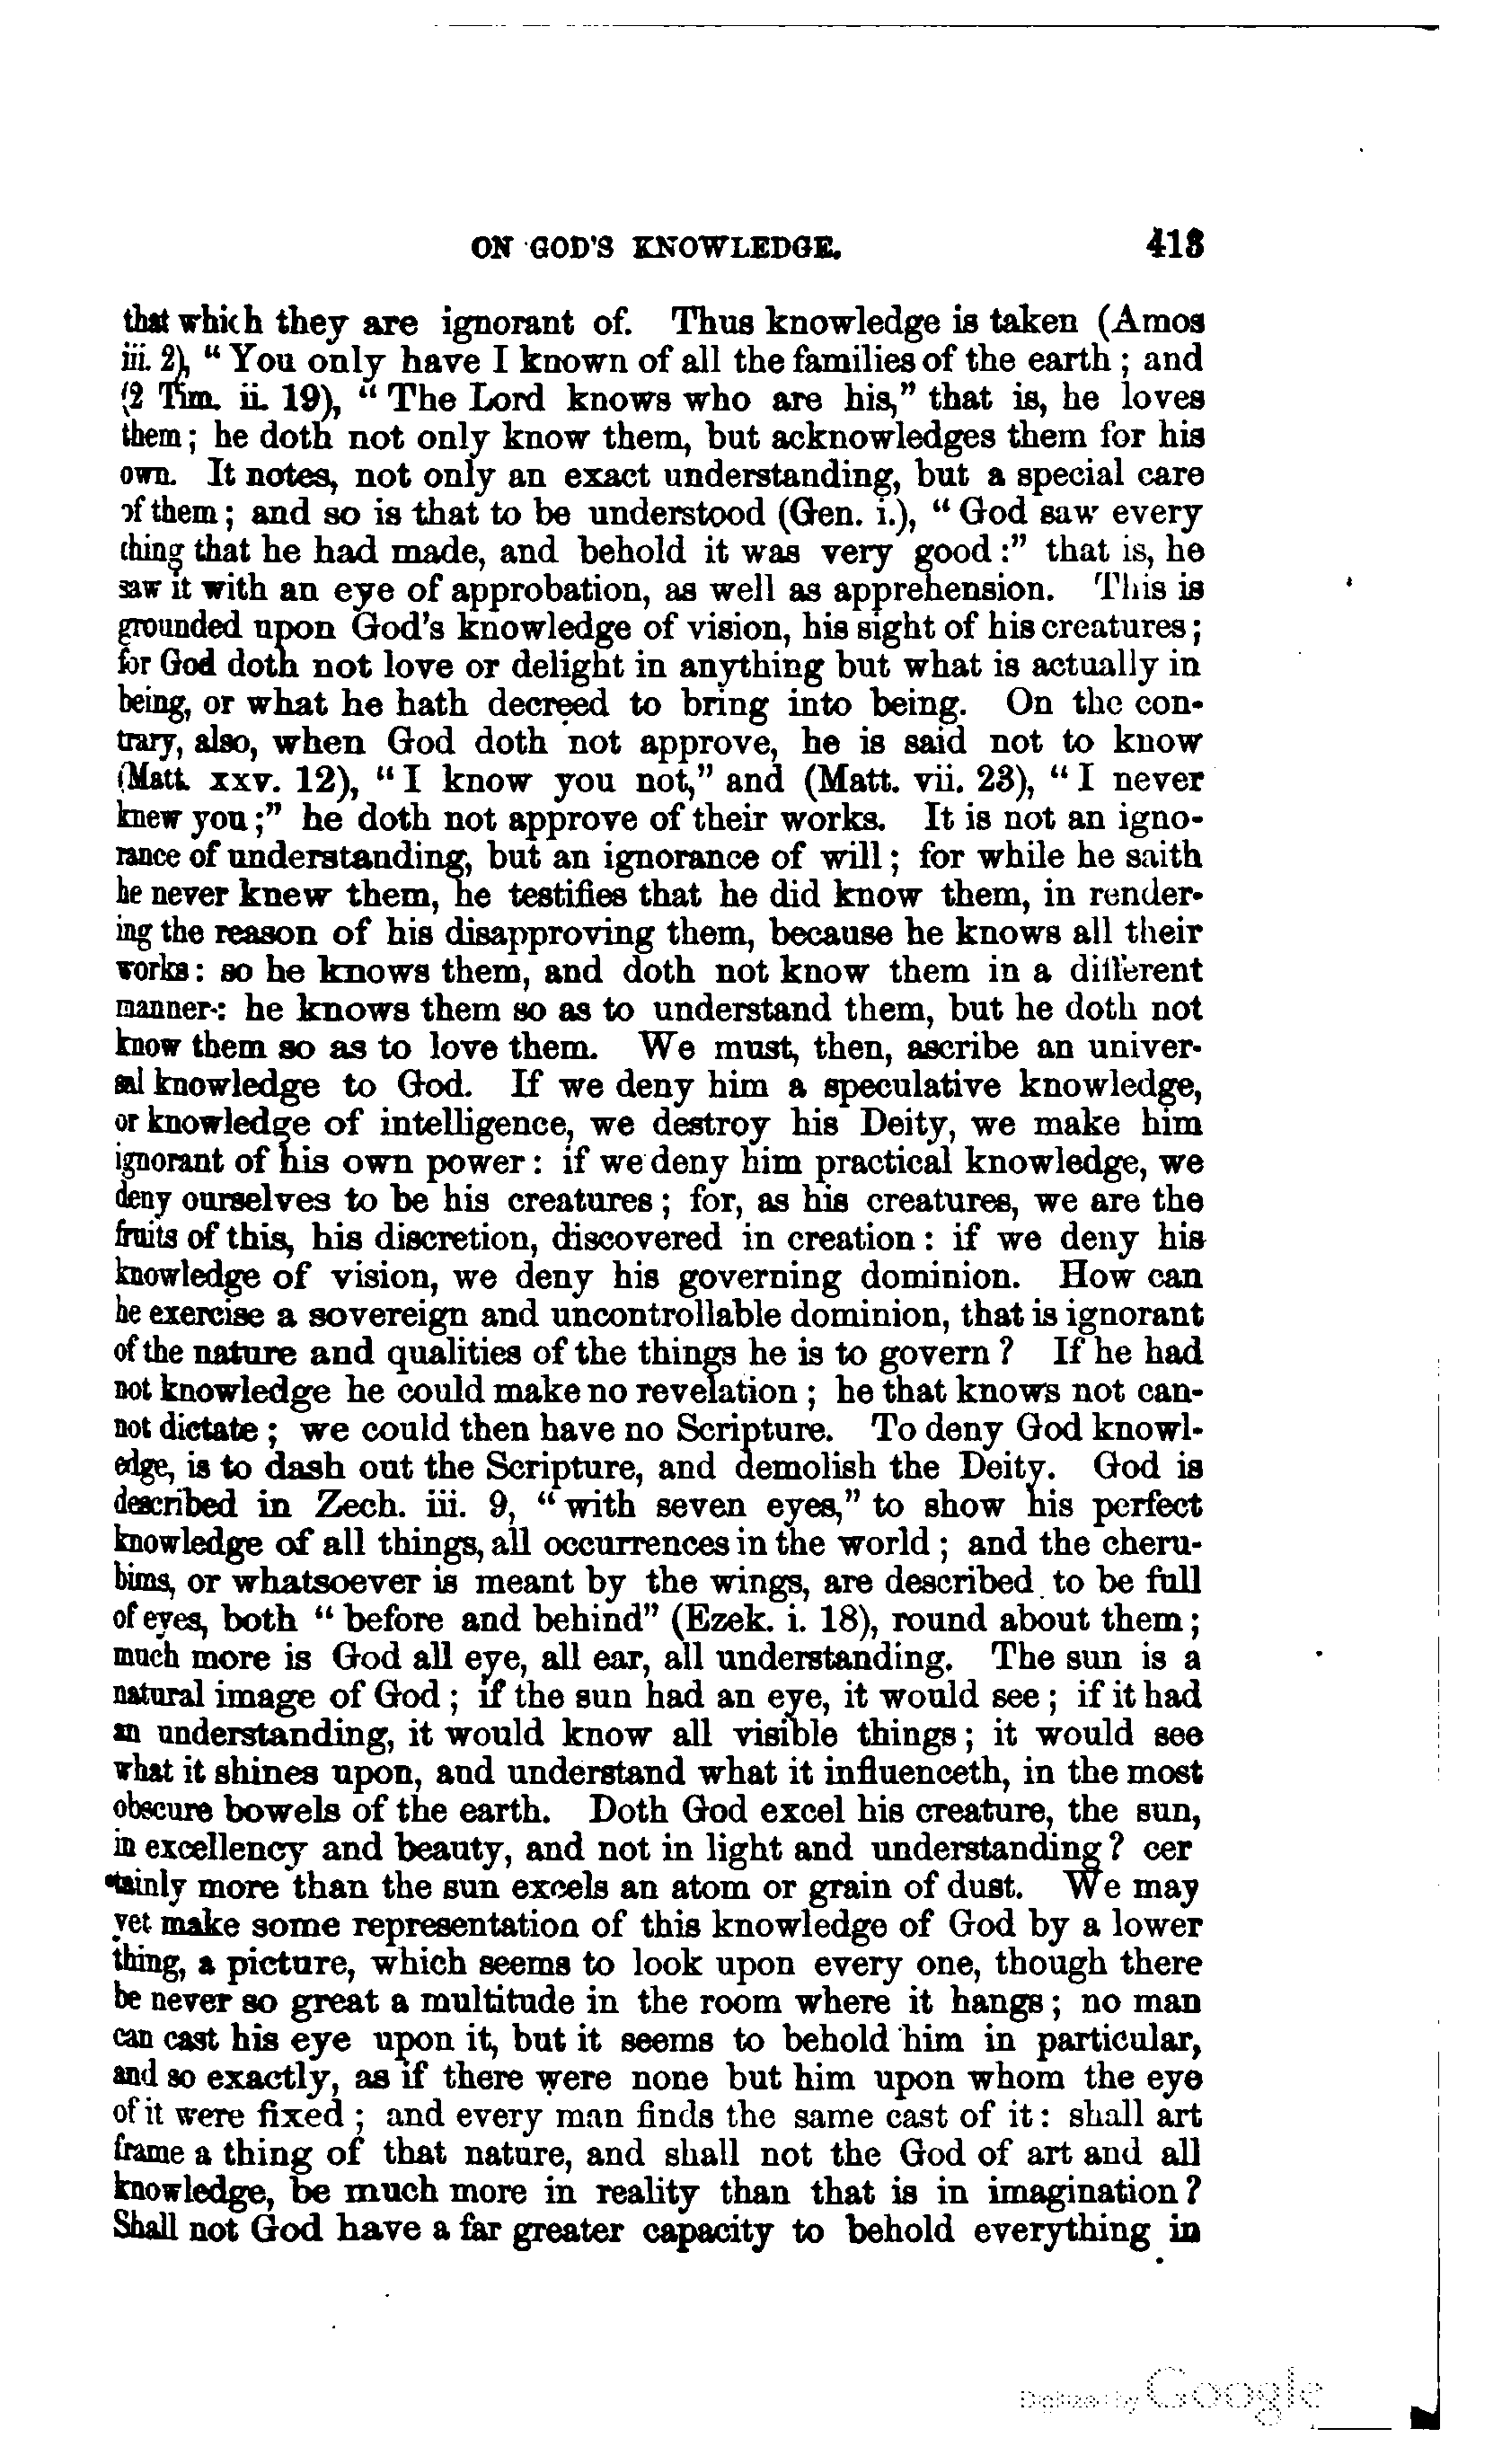 ON GOD'S KNOWLEDGE. 413
that which they are ignorant of. Thus knowledge is taken (Amos
iii. 2), “ You only have I known of all the families of the earth ; and
(2 Tim. ii. 19), “ The Lord knows who are his,” that is, he loves
them ; he doth not only know them, but acknowledges them for his
own. It notes, not only an exact understanding, but a special care
of them ; and so is that to be understood (Gen. i.), “ God saw every
thing that he had made, and behold it was very good :” that is, he
saw it with an eye of approbation, as well as apprehension. This is
grounded upon God's knowledge of vision, his sight of his creatures ;
for God doth not love or delight in anything but what is actually in
being, or what he hath decreed to bring into being. On the con-
trary, also, when God doth not approve, he is said not to know
(Matt. xxv. 12), “ I know you not,” and (Matt. vii. 23), “ I never
knew you ;” he doth not approve of their works. It is not an igno-
rance of understanding, but an ignorance of will ; for while he saith
he never knew them, he testifies that he did know them, in render-
ing the reason of his disapproving them, because he knows all their
works : so he knows them, and doth not know them in a different
manner : he knows them so as to understand them, but he doth not
know them so as to love them. We must, then, ascribe an univer-
sal knowledge to God. If we deny him a speculative knowledge,
or knowledge of intelligence, we destroy his Deity, we make him
ignorant of his own power : if we deny him practical knowledge, we
deny ourselves to be his creatures ; for, as his creatures, we are the
fruits of this, his discretion, discovered in creation : if we deny his
knowledge of vision, we deny his governing dominion. How can
he exercise a sovereign and uncontrollable dominion, that is ignorant
of the nature and qualities of the things he is to govern ? If he had
not knowledge he could make no revelation ; he that knows not can-
not dictate ; we could then have no Scripture. To deny God knowl-
edge, is to dash out the Scripture, and demolish the Deity. God is
described in Zech. iii. 9, “ with seven eyes,” to show his perfect
knowledge of all things, all occurrences in the world ; and the cheru-
bims, or whatsoever is meant by the wings, are described to be full
of eyes, both “ before and behind” (Ezek. i. 18), round about them ;
much more is God all eye, all ear, all understanding. The sun is a
natural image of God ; if the sun had an eye, it would see ; if it had
an understanding, it would know all visible things ; it would see
what it shines upon, and understand what it influenceth, in the most
obscure bowels of the earth. Doth God excel his creature, the sun,
in excellency and beauty, and not in light and understanding ? cer
tainly more than the sun excels an atom or grain of dust. We may
yet make some representation of this knowledge of God by a lower
thing, a picture, which seems to look upon every one, though there
be never so great a multitude in the room where it hangs ; no man
can cast his eye upon it, but it seems to behold him in particular,
and so exactly, as if there were none but him upon whom the eye
of it were fixed ; and every man finds the same cast of it : shall art
frame a thing of that nature, and shall not the God of art and all
knowledge, be much more in reality than that is in imagination ?
Shall not God have a far greater capacity to behold everything in
Digitized by Google